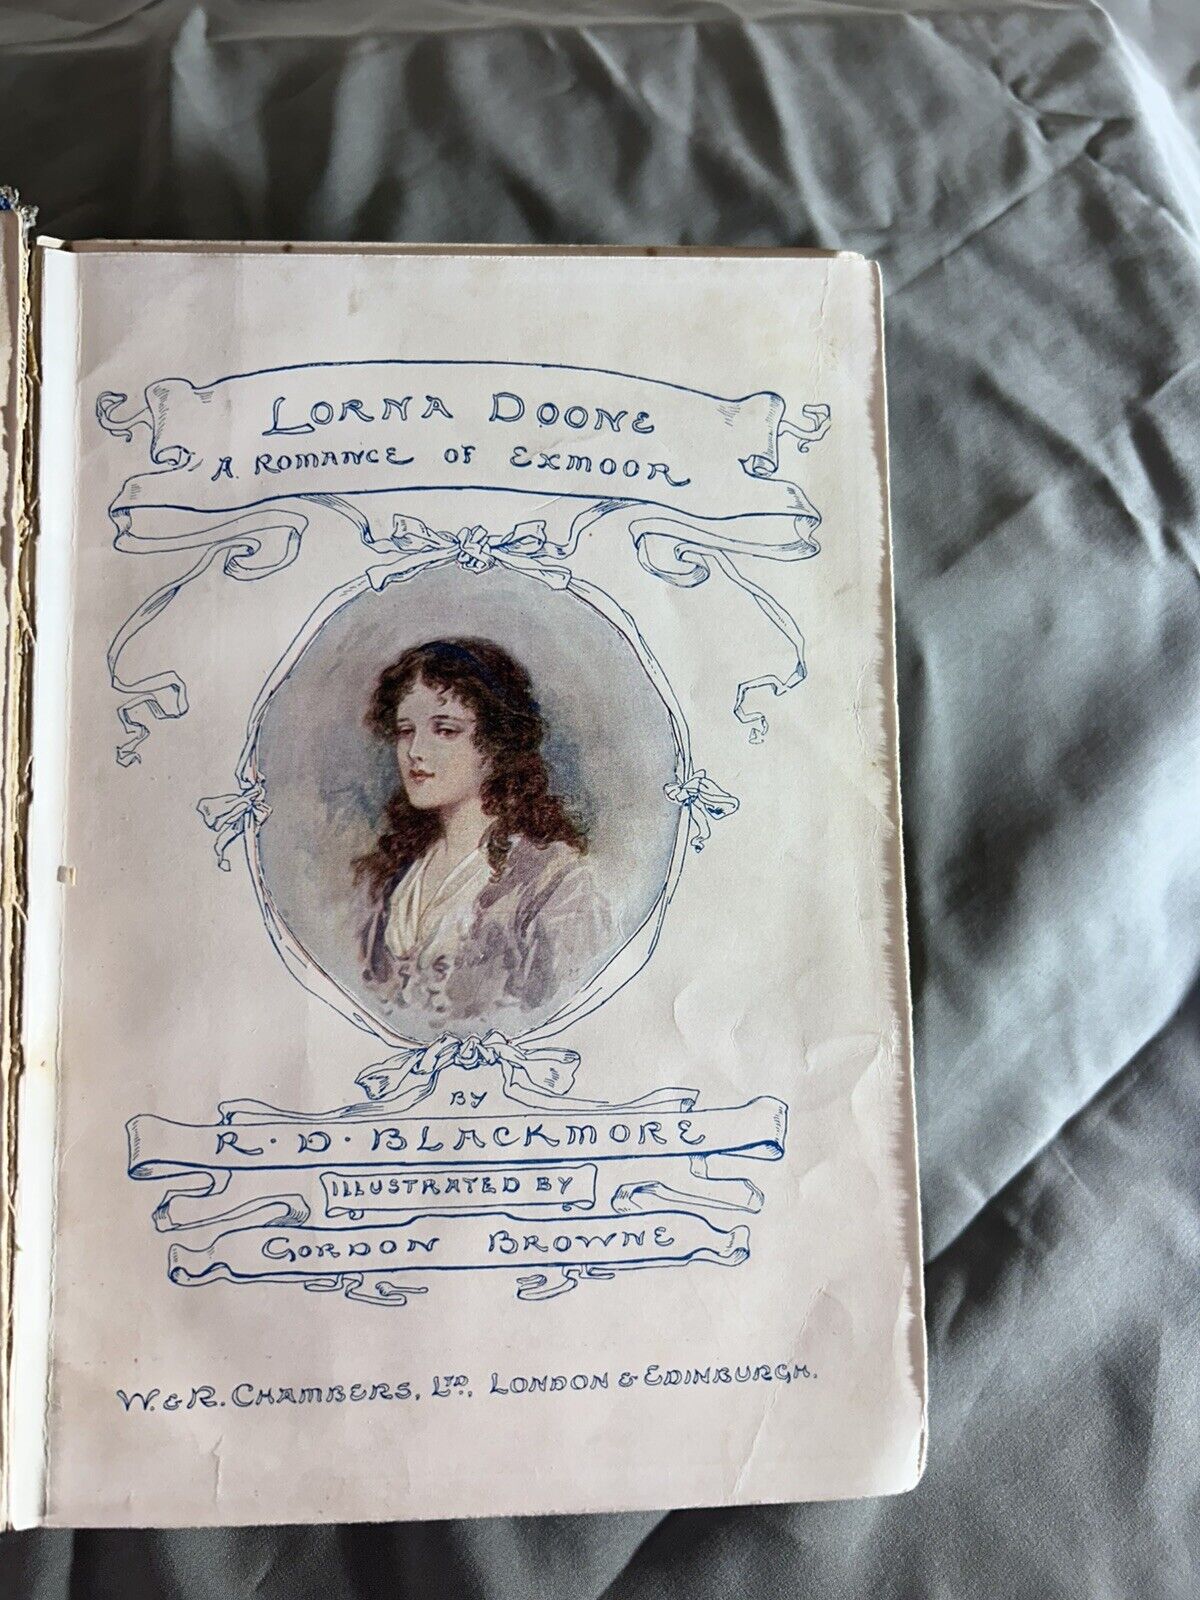 LORNA DOONE
A ROMANCE OF EXMOOR
BY
R. D. BLACKMORE
ILLUSTRATED BY
GORDON BROWNE
W. & R. CHAMBERS, LTD., LONDON & EDINBURGH.